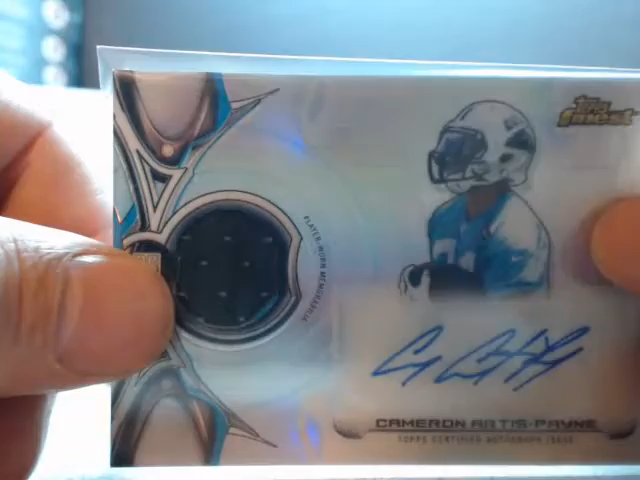 Topps
Finest
PLAYER-WORN MEMORABILIA
CAMERON ARTIS-PAYNE
TOPPS CERTIFIED AUTOGRAPH ISSUE